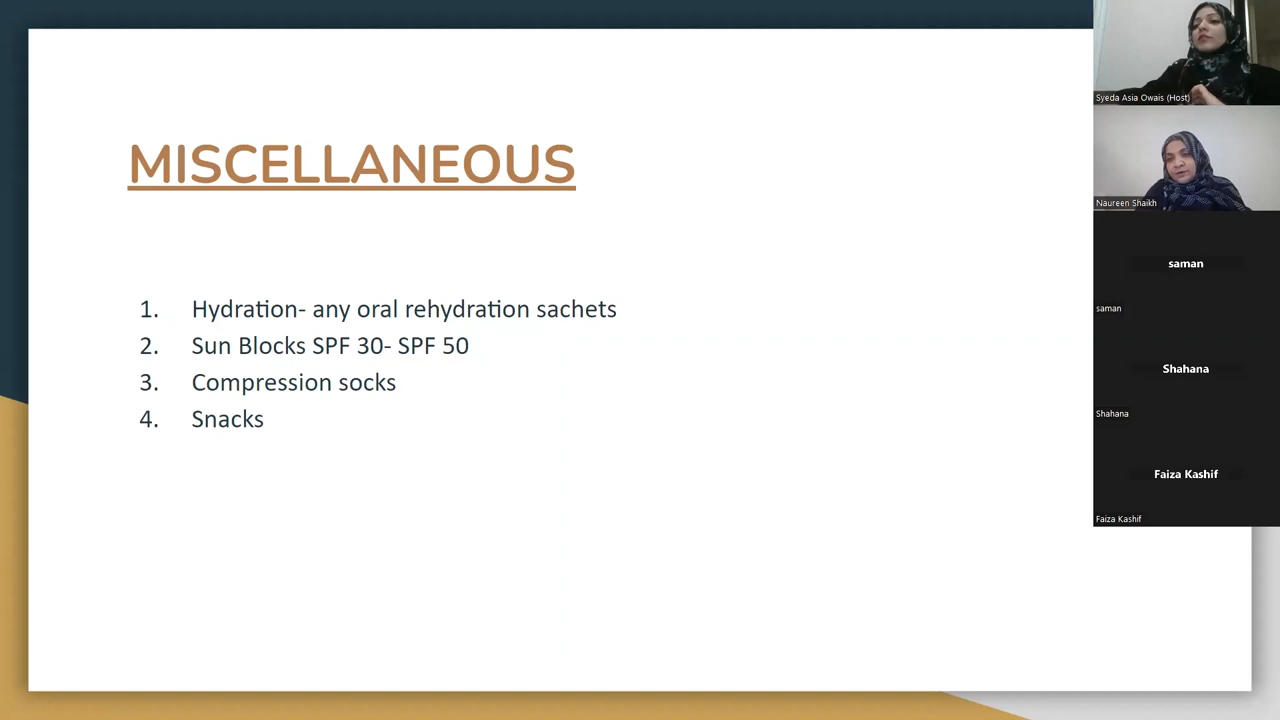 MISCELLANEOUS
1. Hydration- any oral rehydration sachets
2. Sun Blocks SPF 30- SPF 50
3. Compression socks
4. Snacks
Syeda Asia Owais (Host)
Naureen Shaikh
saman
saman
Shahana
Shahana
Faiza Kashif
Faiza Kashif